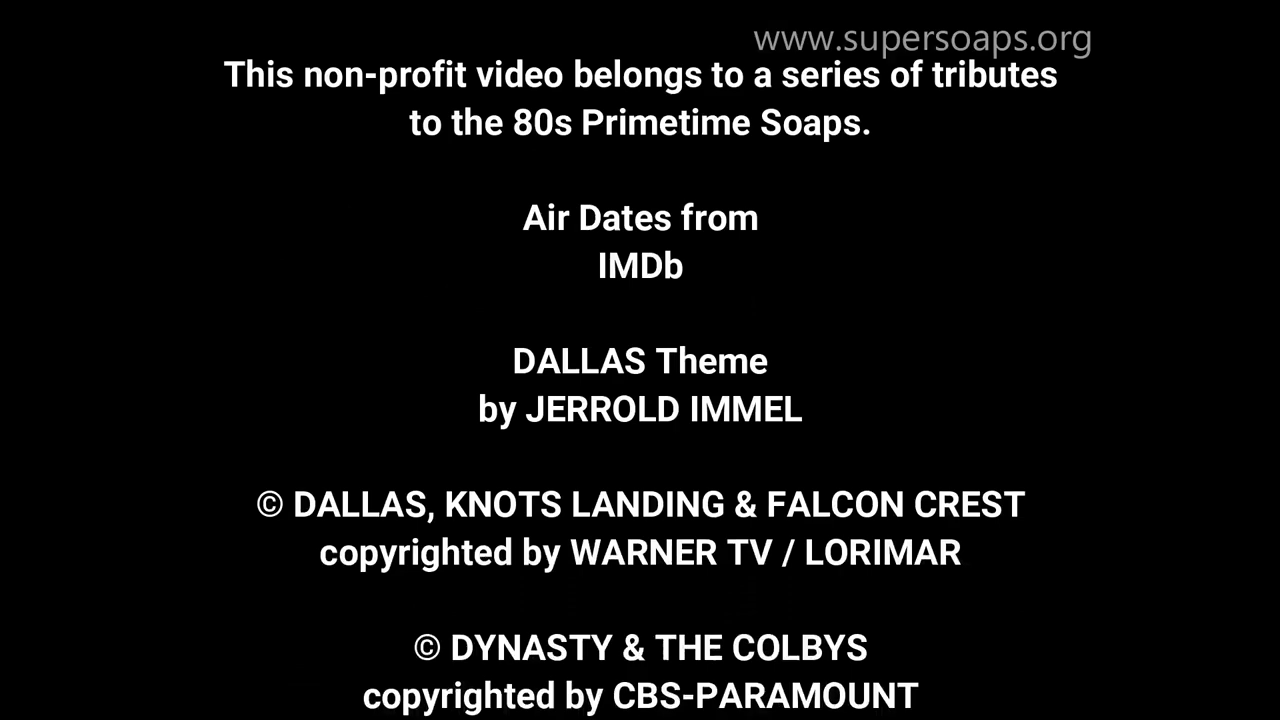 www.supersoaps.org
This non-profit video belongs to a series of tributes
to the 80s Primetime Soaps.
Air Dates from
IMDb
DALLAS Theme
by JERROLD IMMEL
© DALLAS, KNOTS LANDING & FALCON CREST
copyrighted by WARNER TV / LORIMAR
© DYNASTY & THE COLBYS
copyrighted by CBS-PARAMOUNT